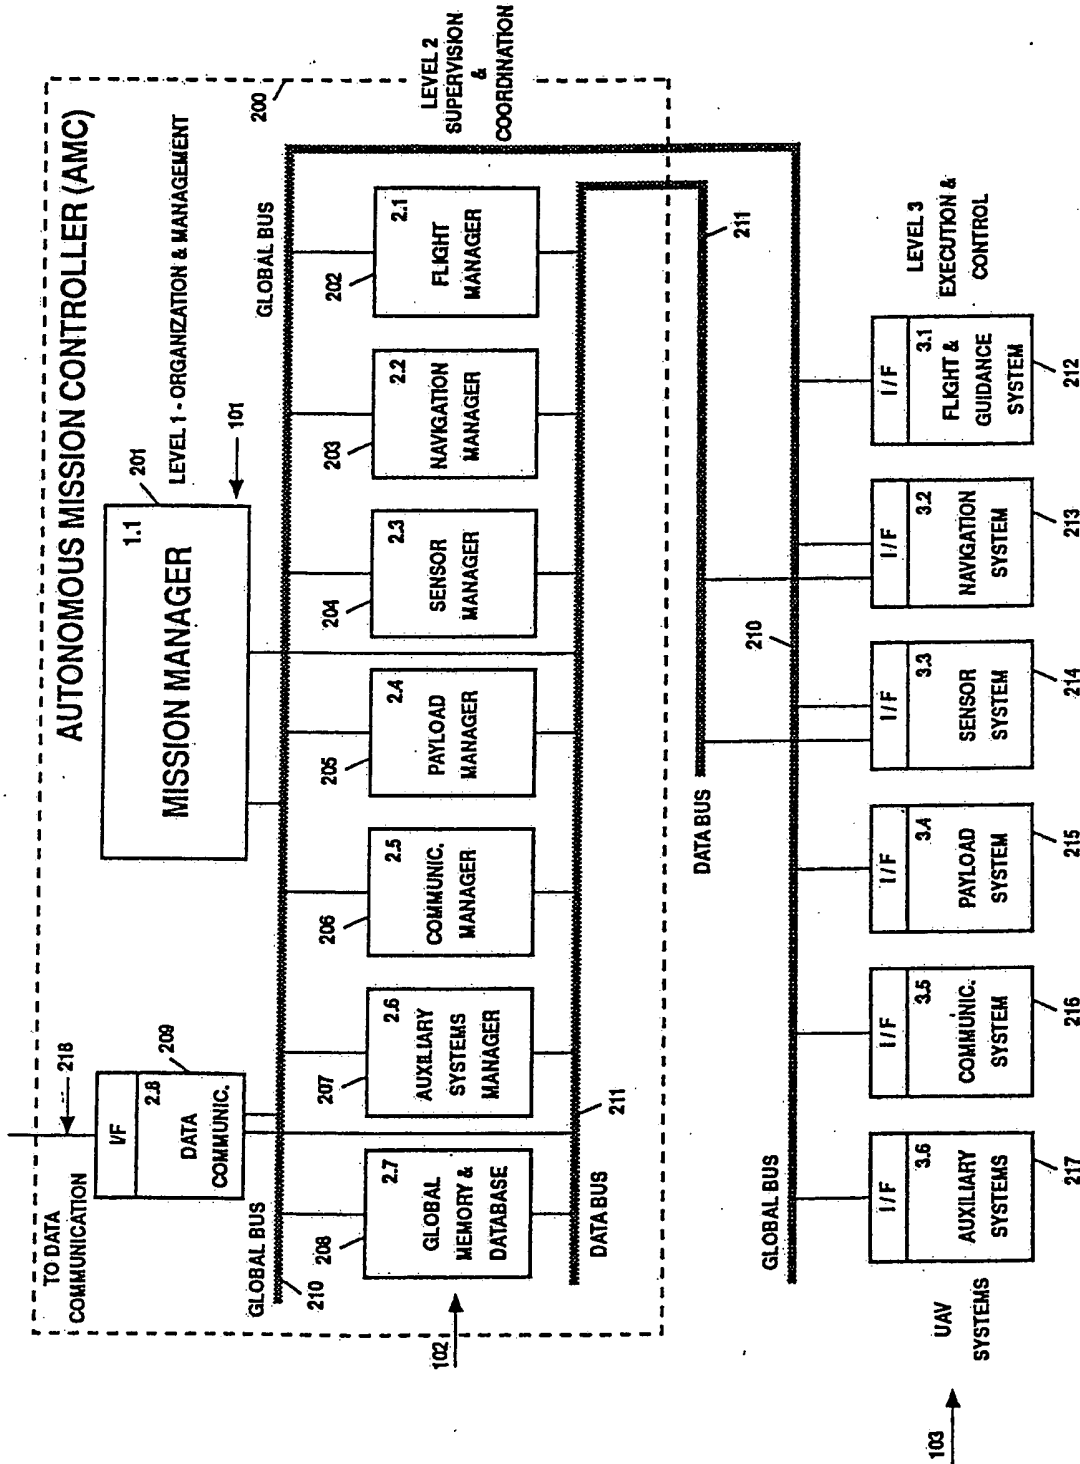 AUTONOMOUS MISSION CONTROLLER (AMC)
TO DATA
COMMUNICATION
218
I/F
2.8
DATA
COMMUNIC.
209
1.1
MISSION MANAGER
201
LEVEL 1 - ORGANIZATION & MANAGEMENT
101
200
GLOBAL BUS
210
GLOBAL BUS
208
2.7
GLOBAL
MEMORY &
DATABASE
207
2.6
AUXILIARY
SYSTEMS
MANAGER
206
2.5
COMMUNIC.
MANAGER
205
2.4
PAYLOAD
MANAGER
204
2.3
SENSOR
MANAGER
203
2.2
NAVIGATION
MANAGER
202
2.1
FLIGHT
MANAGER
LEVEL 2
SUPERVISION
&
COORDINATION
102
DATA BUS
211
DATA BUS
211
GLOBAL BUS
210
LEVEL 3
EXECUTION &
CONTROL
UAV
SYSTEMS
103
I/F
3.6
AUXILIARY
SYSTEMS
217
I/F
3.5
COMMUNIC.
SYSTEM
216
I/F
3.4
PAYLOAD
SYSTEM
215
I/F
3.3
SENSOR
SYSTEM
214
I/F
3.2
NAVIGATION
SYSTEM
213
I/F
3.1
FLIGHT &
GUIDANCE
SYSTEM
212